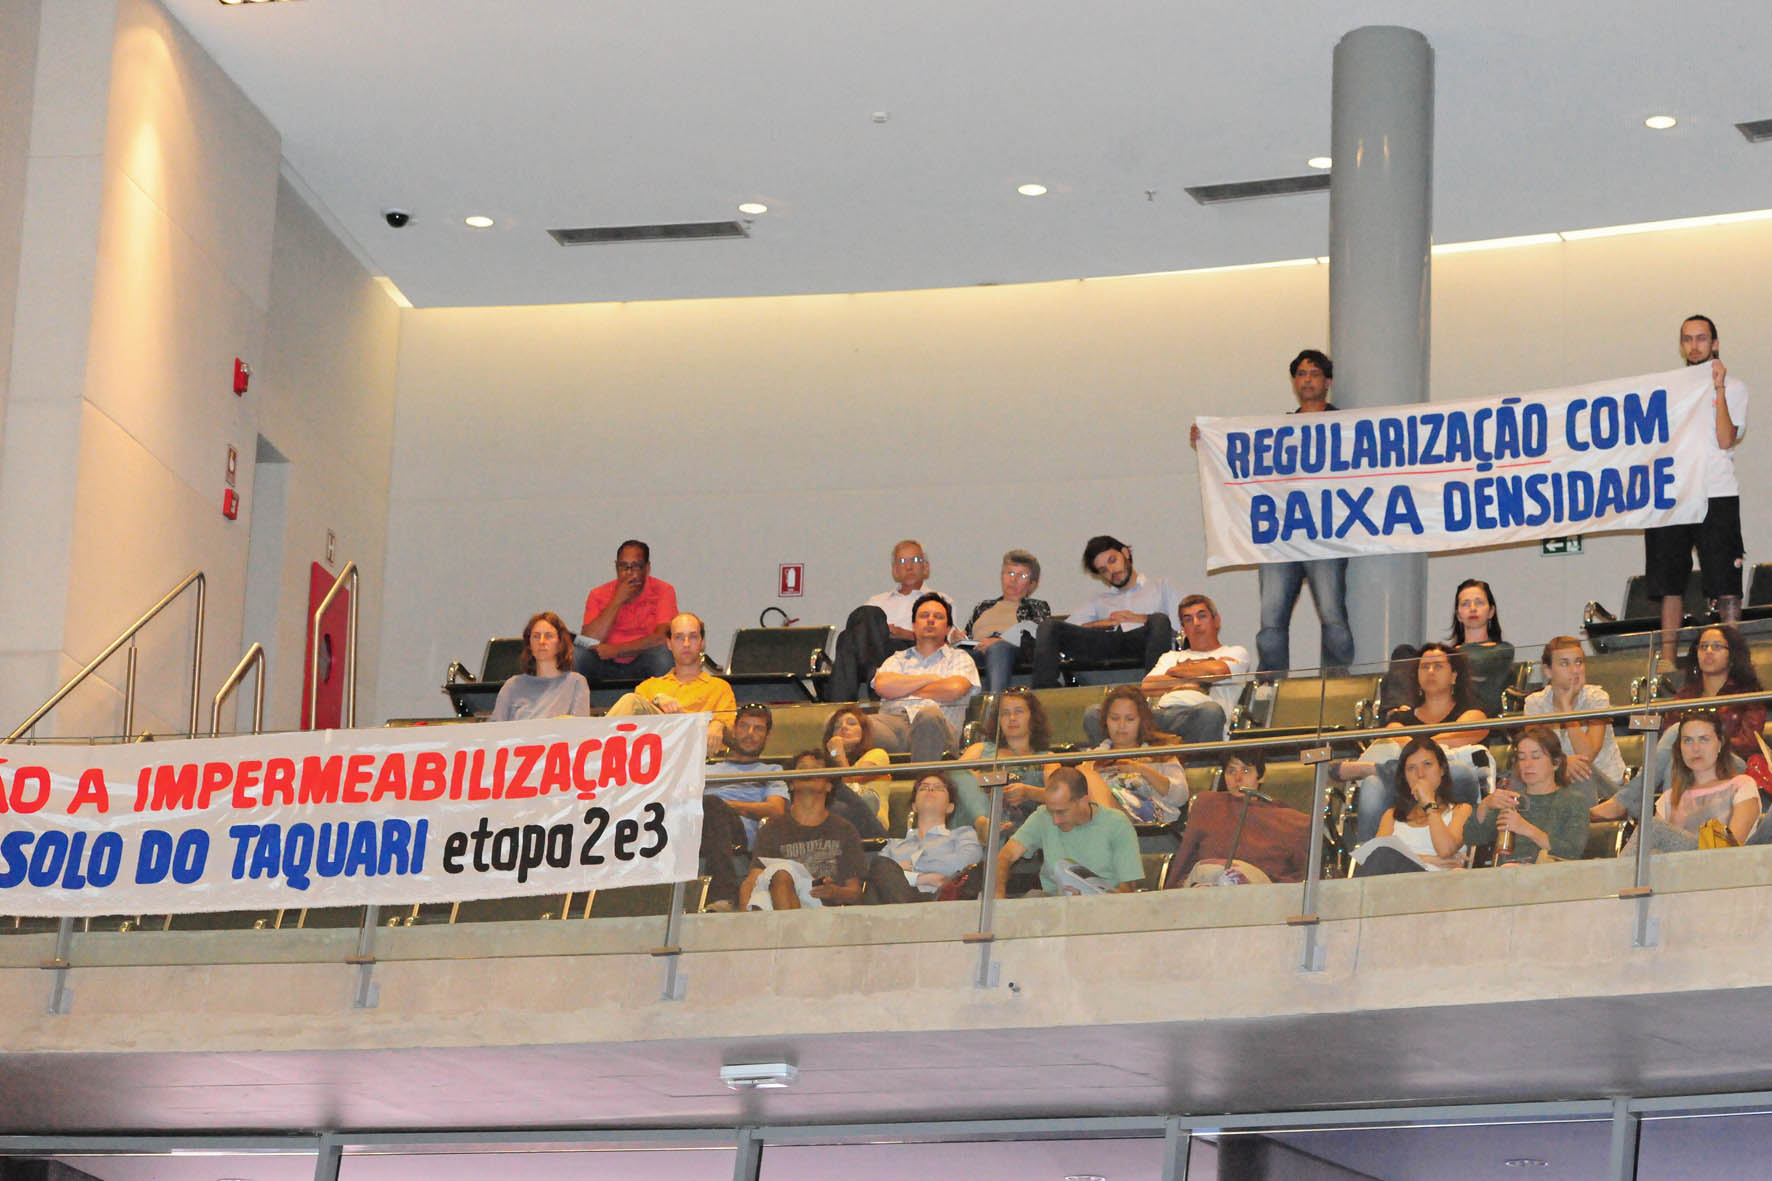 REGULARIZAÇÃO COM
BAIXA DENSIDADE
ÃO A IMPERMEABILIZAÇÃO
SOLO DO TAQUARI etapa 2 e 3